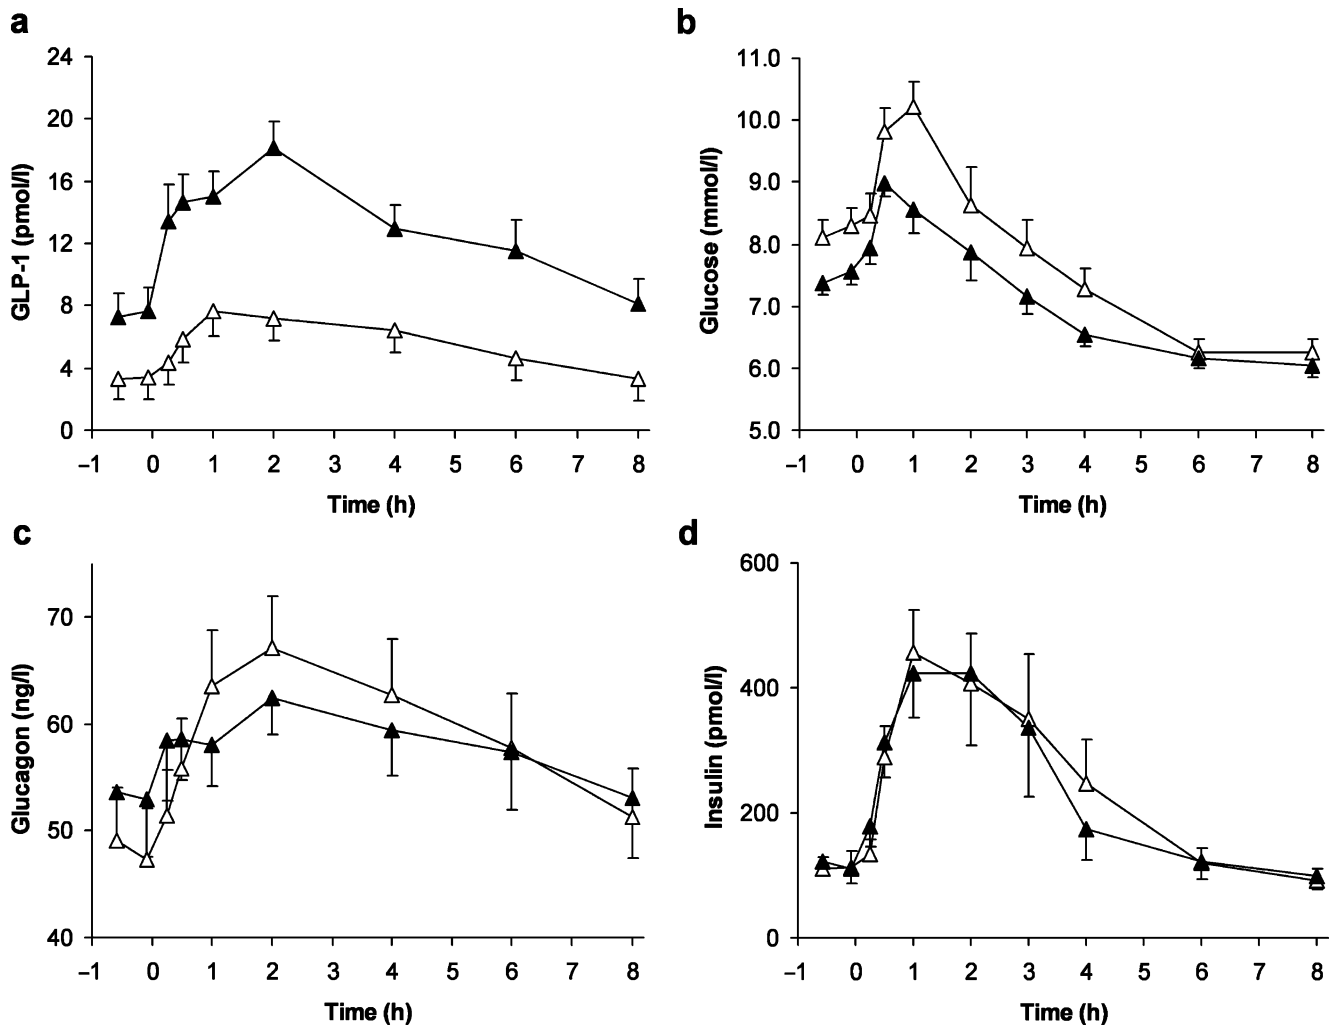 a
24
20
16
12
8
4
0
GLP-1 (pmol/l)
−1 0 1 2 3 4 5 6 7 8
Time (h)
b
11.0
10.0
9.0
8.0
7.0
6.0
5.0
Glucose (mmol/l)
−1 0 1 2 3 4 5 6 7 8
Time (h)
c
70
60
50
40
Glucagon (ng/l)
−1 0 1 2 3 4 5 6 7 8
Time (h)
d
600
400
200
0
Insulin (pmol/l)
−1 0 1 2 3 4 5 6 7 8
Time (h)